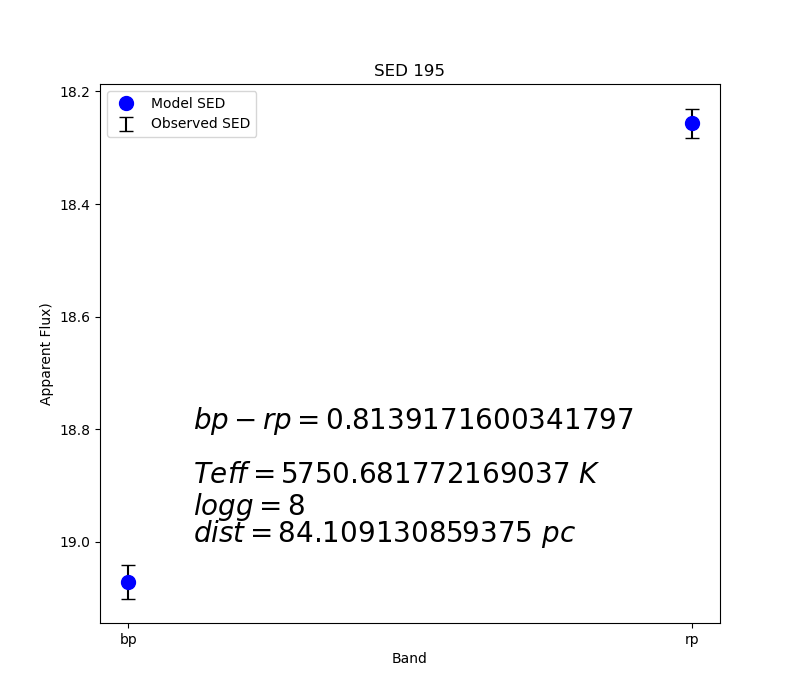 SED 195
Model SED
Observed SED
18.2
18.4
18.6
18.8
19.0
Apparent Flux)
bp − rp = 0.8139171600341797
Teff = 5750.681772169037 K
logg = 8
dist = 84.109130859375 pc
bp
rp
Band